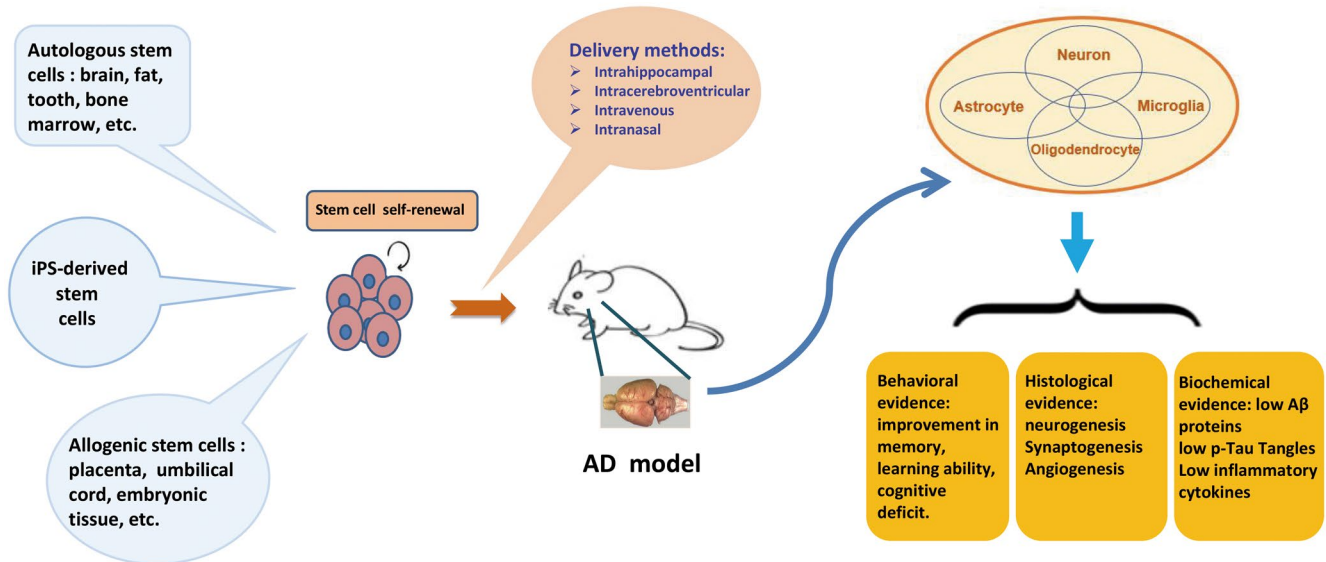 Autologous stem
cells : brain, fat,
tooth, bone
marrow, etc.
iPS-derived
stem
cells
Allogenic stem cells :
placenta, umbilical
cord, embryonic
tissue, etc.
Stem cell self-renewal
Delivery methods:
➢ Intrahippocampal
➢ Intracerebroventricular
➢ Intravenous
➢ Intranasal
AD model
Neuron
Astrocyte
Microglia
Oligodendrocyte
Behavioral
evidence:
improvement in
memory,
learning ability,
cognitive
deficit.
Histological
evidence:
neurogenesis
Synaptogenesis
Angiogenesis
Biochemical
evidence: low Aβ
proteins
low p-Tau Tangles
Low inflammatory
cytokines